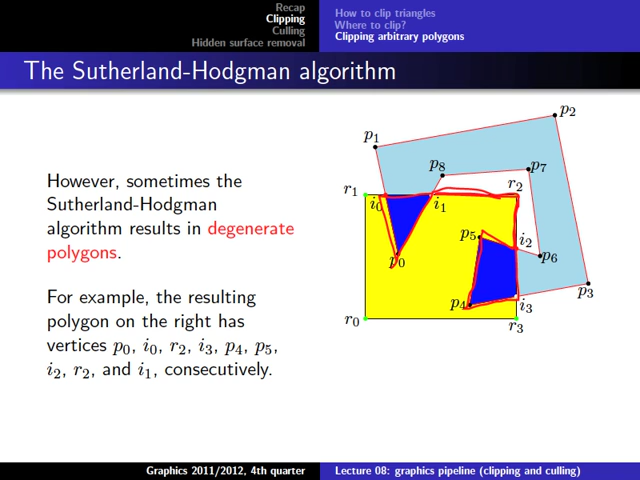 Recap
Clipping
Culling
Hidden surface removal
How to clip triangles
Where to clip?
Clipping arbitrary polygons
The Sutherland-Hodgman algorithm
However, sometimes the
Sutherland-Hodgman
algorithm results in degenerate
polygons.
For example, the resulting
polygon on the right has
vertices p0, i0, r2, i3, p4, p5,
i2, r2, and i1, consecutively.
p2
p1
p8
p7
r1
i0
i1
r2
p5
i2
p0
p6
p4
i3
p3
r0
r3
Graphics 2011/2012, 4th quarter
Lecture 08: graphics pipeline (clipping and culling)